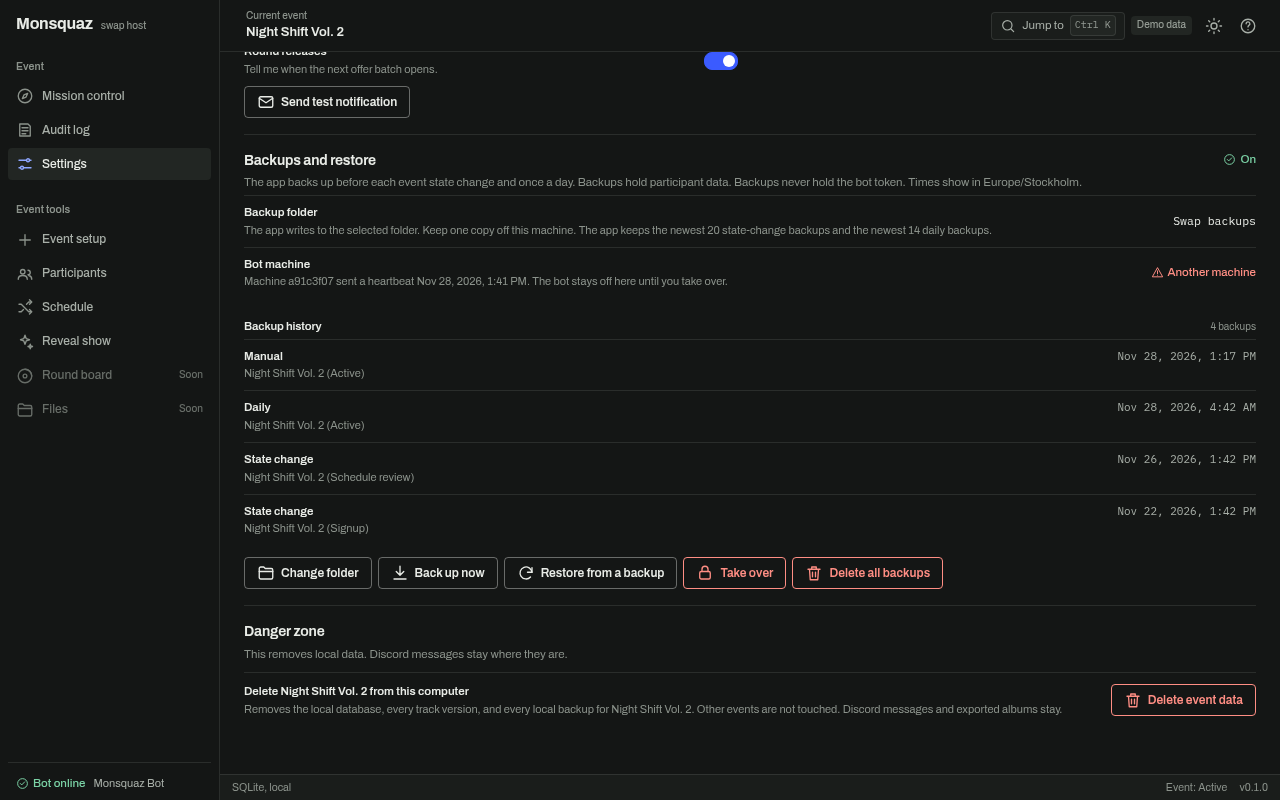 Monsquaz swap host
Current event
Night Shift Vol. 2
Jump to Ctrl K
Demo data
Event
Mission control
Audit log
Settings
Event tools
Event setup
Participants
Schedule
Reveal show
Round board Soon
Files Soon
Bot online Monsquaz Bot
Round releases
Tell me when the next offer batch opens.
Send test notification
Backups and restore
On
The app backs up before each event state change and once a day. Backups hold participant data. Backups never hold the bot token. Times show in Europe/Stockholm.
Backup folder
The app writes to the selected folder. Keep one copy off this machine. The app keeps the newest 20 state-change backups and the newest 14 daily backups.
Swap backups
Bot machine
Machine a91c3f07 sent a heartbeat Nov 28, 2026, 1:41 PM. The bot stays off here until you take over.
Another machine
Backup history
4 backups
Manual
Nov 28, 2026, 1:17 PM
Night Shift Vol. 2 (Active)
Daily
Nov 28, 2026, 4:42 AM
Night Shift Vol. 2 (Active)
State change
Nov 26, 2026, 1:42 PM
Night Shift Vol. 2 (Schedule review)
State change
Nov 22, 2026, 1:42 PM
Night Shift Vol. 2 (Signup)
Change folder
Back up now
Restore from a backup
Take over
Delete all backups
Danger zone
This removes local data. Discord messages stay where they are.
Delete Night Shift Vol. 2 from this computer
Removes the local database, every track version, and every local backup for Night Shift Vol. 2. Other events are not touched. Discord messages and exported albums stay.
Delete event data
SQLite, local
Event: Active v0.1.0